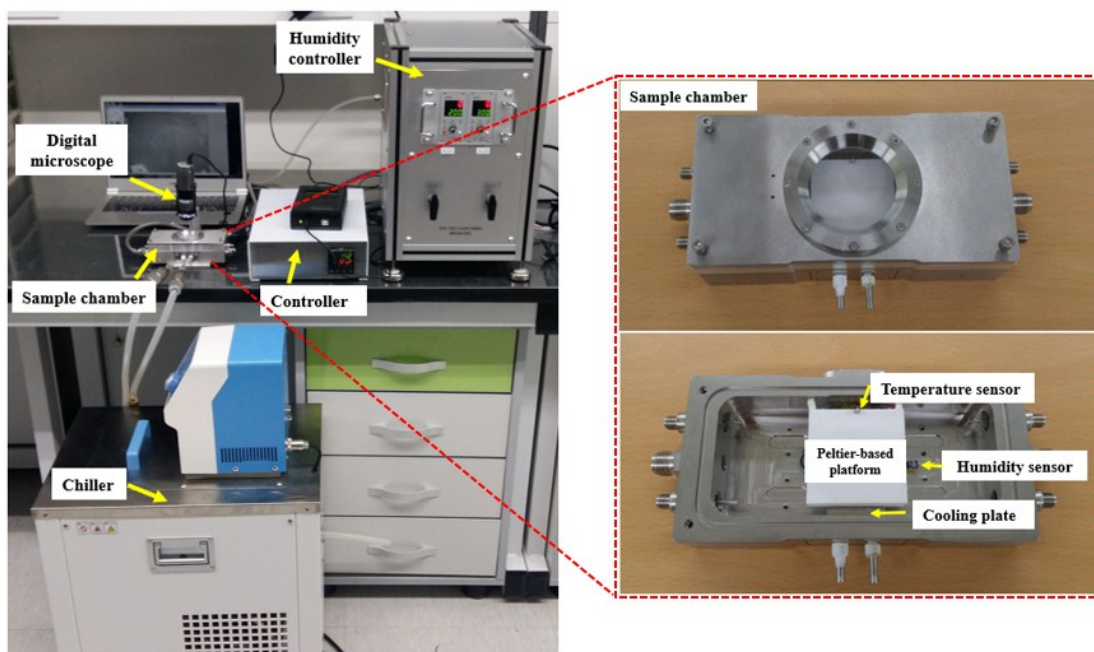 Humidity
controller
Digital
microscope
Sample chamber
Controller
Chiller
Sample chamber
Temperature sensor
Peltier-based
platform
Humidity sensor
Cooling plate